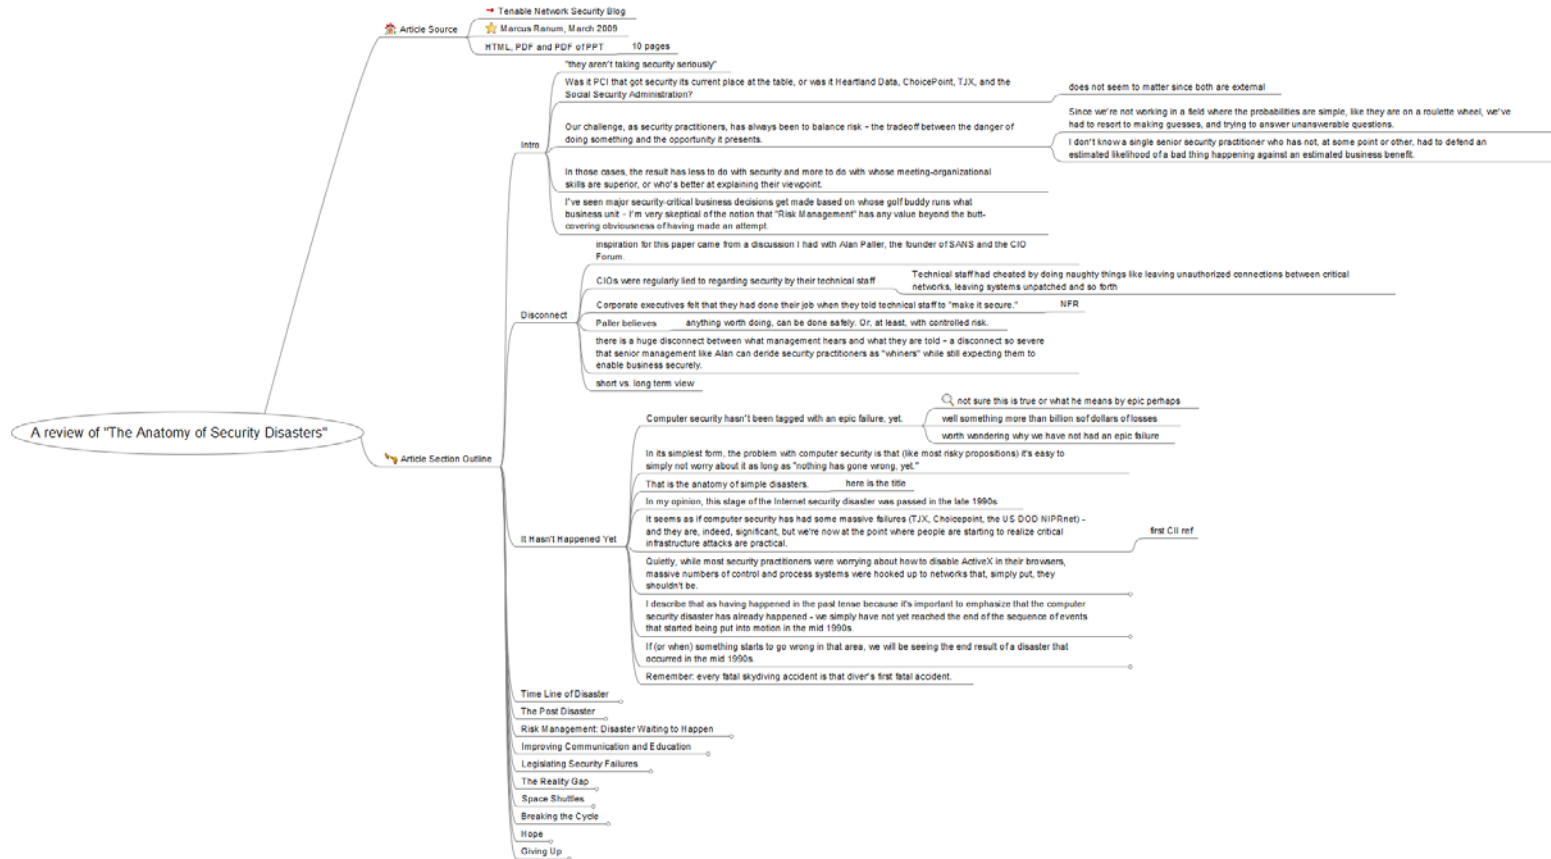 A review of "The Anatomy of Security Disasters"
Article Source
Tenable Network Security Blog
Marcus Ranum, March 2009
HTML, PDF and PDF of PPT
10 pages
Article Section Outline
Intro
"they aren't taking security seriously"
Was it PCI that got security its current place at the table, or was it Heartland Data, ChoicePoint, TJX, and the
Social Security Administration?
does not seem to matter since both are external
Our challenge, as security practitioners, has always been to balance risk – the tradeoff between the danger of
doing something and the opportunity it presents.
Since we're not working in a field where the probabilities are simple, like they are on a roulette wheel, we've
had to resort to making guesses, and trying to answer unanswerable questions.
I don't know a single senior security practitioner who has not, at some point or other, had to defend an
estimated likelihood of a bad thing happening against an estimated business benefit.
In those cases, the result has less to do with security and more to do with whose meeting-organizational
skills are superior, or who's better at explaining their viewpoint.
I've seen major security-critical business decisions get made based on whose golf buddy runs what
business unit – I'm very skeptical of the notion that "Risk Management" has any value beyond the butt-
covering obviousness of having made an attempt.
Disconnect
inspiration for this paper came from a discussion I had with Alan Paller, the founder of SANS and the CIO
Forum.
CIOs were regularly lied to regarding security by their technical staff
Technical staff had cheated by doing naughty things like leaving unauthorized connections between critical
networks, leaving systems unpatched and so forth
Corporate executives felt that they had done their job when they told technical staff to "make it secure."
NFR
Paller believes
anything worth doing, can be done safely. Or, at least, with controlled risk.
there is a huge disconnect between what management hears and what they are told – a disconnect so severe
that senior management like Alan can deride security practitioners as "whiners" while still expecting them to
enable business securely.
short vs. long term view
It Hasn't Happened Yet
Computer security hasn't been tagged with an epic failure, yet.
not sure this is true or what he means by epic perhaps
well something more than billion sof dollars of losses
worth wondering why we have not had an epic failure
In its simplest form, the problem with computer security is that (like most risky propositions) it's easy to
simply not worry about it as long as "nothing has gone wrong, yet."
That is the anatomy of simple disasters.
here is the title
In my opinion, this stage of the Internet security disaster was passed in the late 1990s
It seems as if computer security has had some massive failures (TJX, Choicepoint, the US DOD NIPRnet) –
and they are, indeed, significant, but we're now at the point where people are starting to realize critical
infrastructure attacks are practical.
first CII ref
Quietly, while most security practitioners were worrying about how to disable ActiveX in their browsers,
massive numbers of control and process systems were hooked up to networks that, simply put, they
shouldn't be.
I describe that as having happened in the past tense because it's important to emphasize that the computer
security disaster has already happened – we simply have not yet reached the end of the sequence of events
that started being put into motion in the mid 1990s
If (or when) something starts to go wrong in that area, we will be seeing the end result of a disaster that
occurred in the mid 1990s
Remember: every fatal skydiving accident is that diver's first fatal accident.
Time Line of Disaster
The Post Disaster
Risk Management: Disaster Waiting to Happen
Improving Communication and Education
Legislating Security Failures
The Reality Gap
Space Shuttles
Breaking the Cycle
Hope
Giving Up